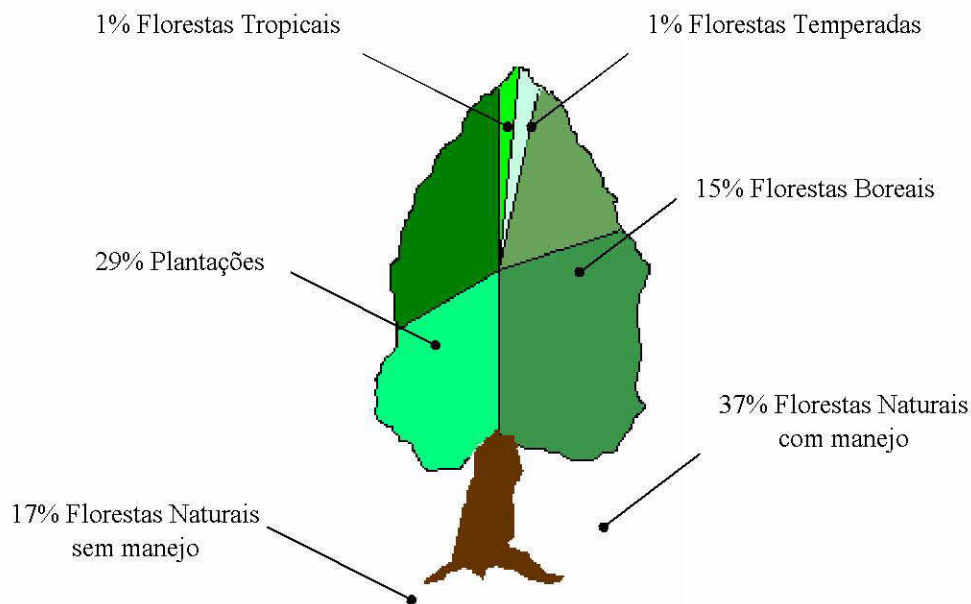 1% Florestas Tropicais
1% Florestas Temperadas
15% Florestas Boreais
29% Plantações
37% Florestas Naturais
com manejo
17% Florestas Naturais
sem manejo